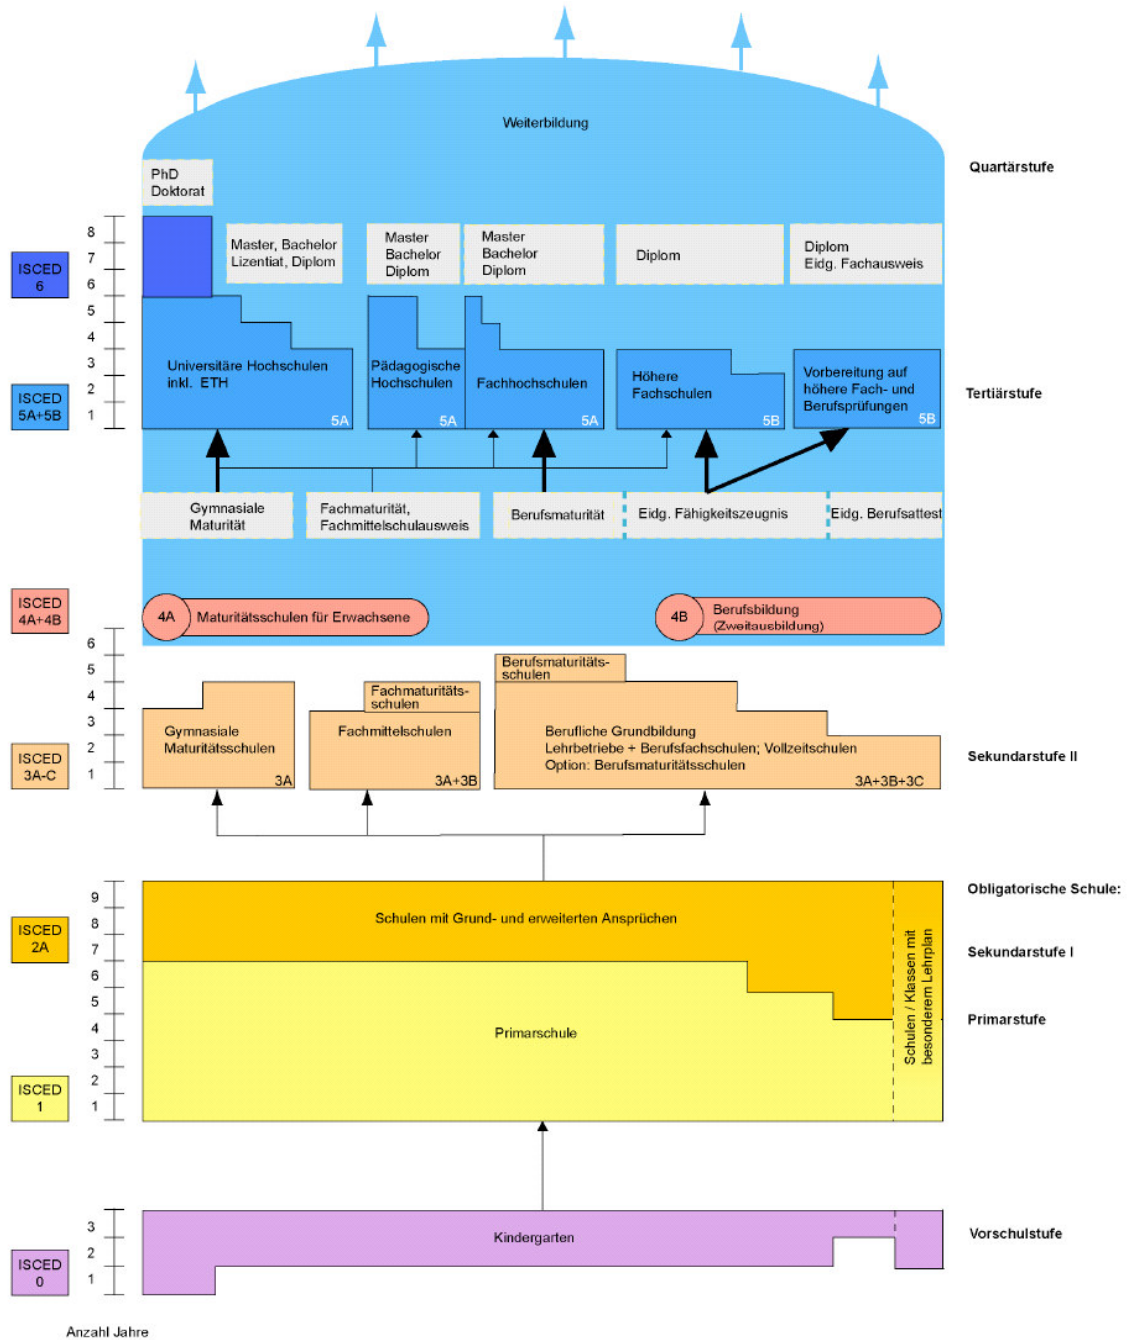 Weiterbildung
Quartärstufe
PhD
Doktorat
8
7
6
5
4
3
2
1
ISCED
6
Master, Bachelor
Lizentiat, Diplom
Master
Bachelor
Diplom
Master
Bachelor
Diplom
Diplom
Diplom
Eidg. Fachausweis
ISCED
5A+5B
Universitäre Hochschulen
inkl. ETH
5A
Pädagogische
Hochschulen
5A
Fachhochschulen
5A
Höhere
Fachschulen
5B
Vorbereitung auf
höhere Fach- und
Berufsprüfungen
5B
Tertiärstufe
Gymnasiale
Maturität
Fachmaturität,
Fachmittelschulausweis
Berufsmaturität
Eidg. Fähigkeitszeugnis
Eidg. Berufsattest
ISCED
4A+4B
4A
Maturitätsschulen für Erwachsene
4B
Berufsbildung
(Zweitausbildung)
6
5
4
3
2
1
ISCED
3A-C
Gymnasiale
Maturitätsschulen
3A
Fachmaturitäts-
schulen
Fachmittelschulen
3A+3B
Berufsmaturitäts-
schulen
Berufliche Grundbildung
Lehrbetriebe + Berufsfachschulen; Vollzeitschulen
Option: Berufsmaturitätsschulen
3A+3B+3C
Sekundarstufe II
9
8
7
6
5
4
3
2
1
ISCED
2A
Schulen mit Grund- und erweiterten Ansprüchen
Schulen / Klassen mit
besonderem Lehrplan
Obligatorische Schule:
Sekundarstufe I
Primarstufe
Primarschule
ISCED
1
3
2
1
ISCED
0
Kindergarten
Vorschulstufe
Anzahl Jahre